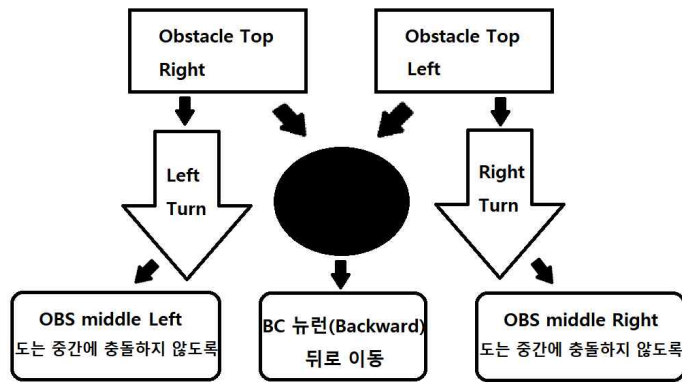 Obstacle Top
Right
Obstacle Top
Left
Left
Turn
Right
Turn
OBS middle Left
도는 중간에 충돌하지 않도록
BC 뉴런(Backward)
뒤로 이동
OBS middle Right
도는 중간에 충돌하지 않도록